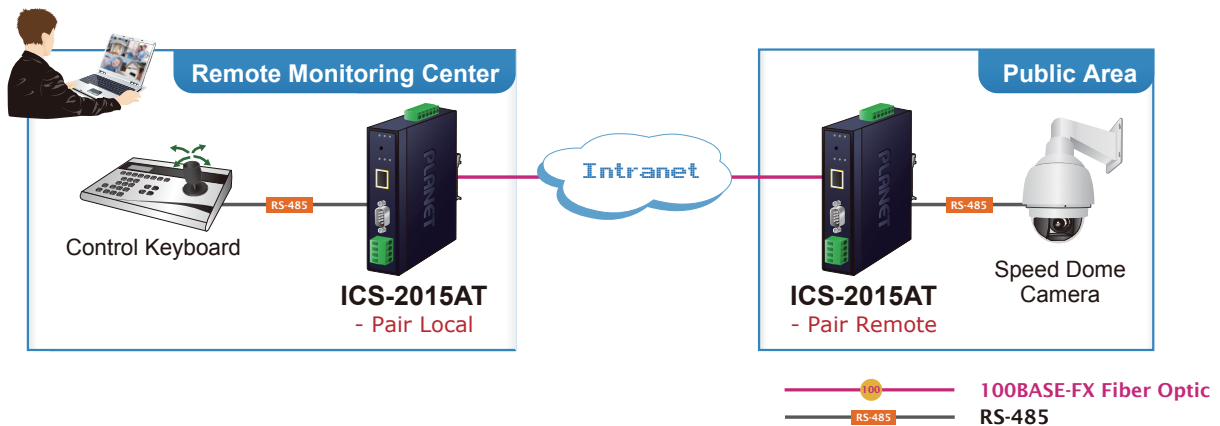 Remote Monitoring Center
Public Area
PLANET
Intranet
PLANET
RS-485
RS-485
Control Keyboard
Speed Dome
Camera
ICS-2015AT
- Pair Local
ICS-2015AT
- Pair Remote
100
100BASE-FX Fiber Optic
RS-485
RS-485